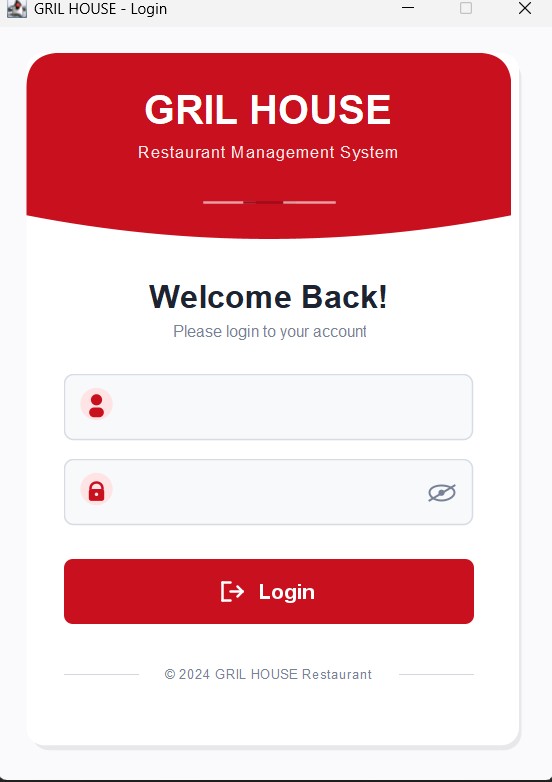 GRIL HOUSE - Login
GRIL HOUSE
Restaurant Management System
Welcome Back!
Please login to your account
Login
© 2024 GRIL HOUSE Restaurant